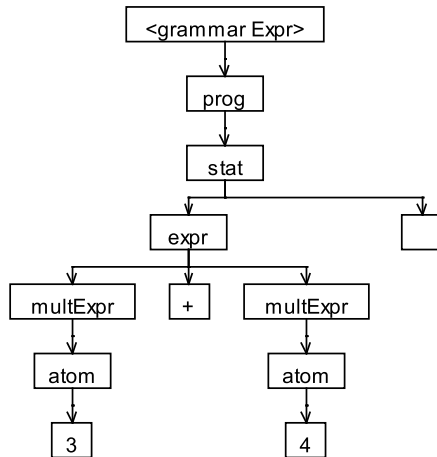 <grammar Expr>
prog
stat
expr
multExpr + multExpr
atom atom
3 4